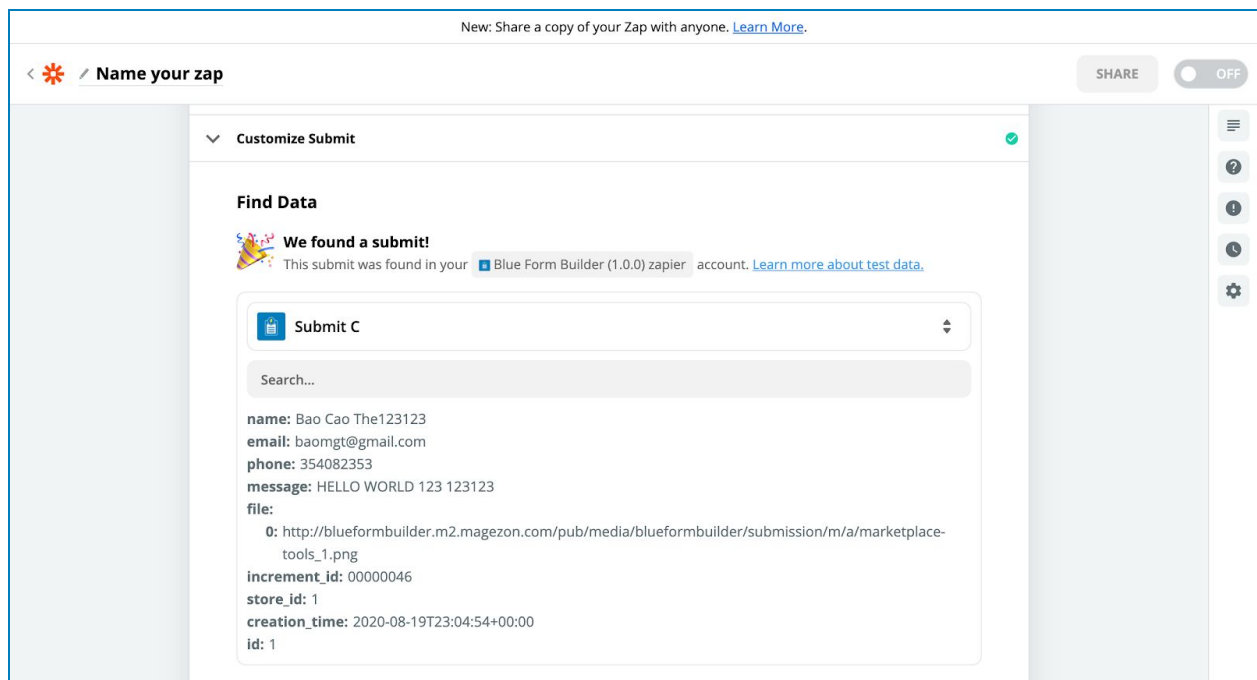 New: Share a copy of your Zap with anyone. Learn More.
Name your zap
SHARE
OFF
Customize Submit
Find Data
We found a submit!
This submit was found in your Blue Form Builder (1.0.0) zapier account. Learn more about test data.
Submit C
Search...
name: Bao Cao The123123
email: baomgt@gmail.com
phone: 354082353
message: HELLO WORLD 123 123123
file:
0: http://blueformbuilder.m2.magezon.com/pub/media/blueformbuilder/submission/m/a/marketplace-
tools_1.png
increment_id: 00000046
store_id: 1
creation_time: 2020-08-19T23:04:54+00:00
id: 1